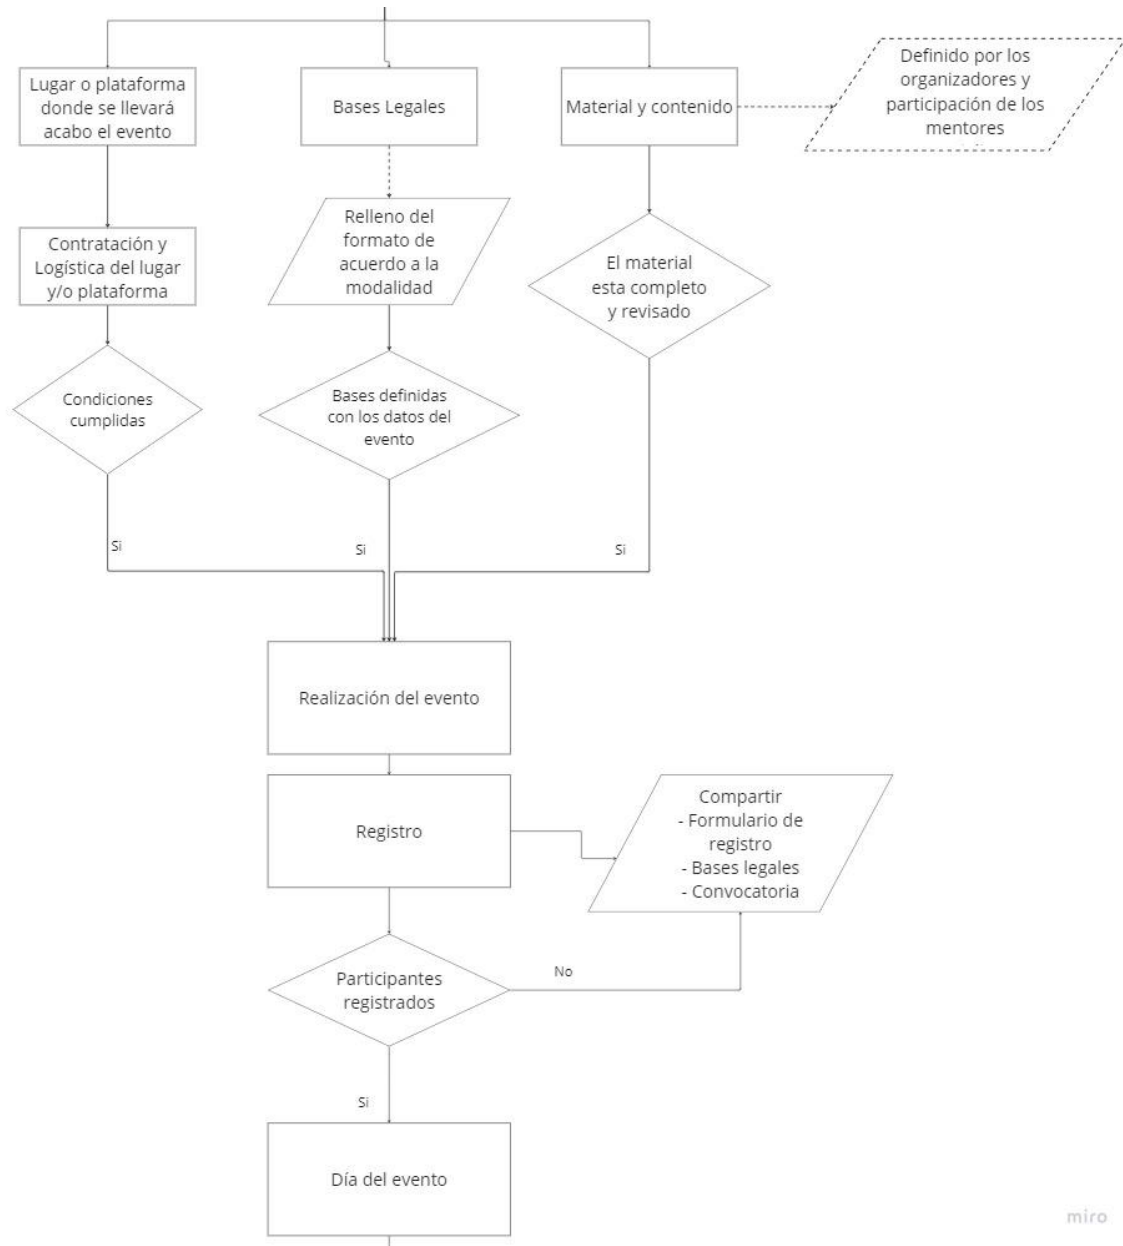 Lugar o plataforma
donde se llevará
acabo el evento
Bases Legales
Material y contenido
Definido por los
organizadores y
participación de los
mentores
Contratación y
Logística del lugar
y/o plataforma
Relleno del
formato de
acuerdo a la
modalidad
El material
esta completo
y revisado
Condiciones
cumplidas
Bases definidas
con los datos del
evento
Si
Si
Si
Realización del evento
Registro
Compartir
- Formulario de
registro
- Bases legales
- Convocatoria
Participantes
registrados
No
Si
Día del evento
miro